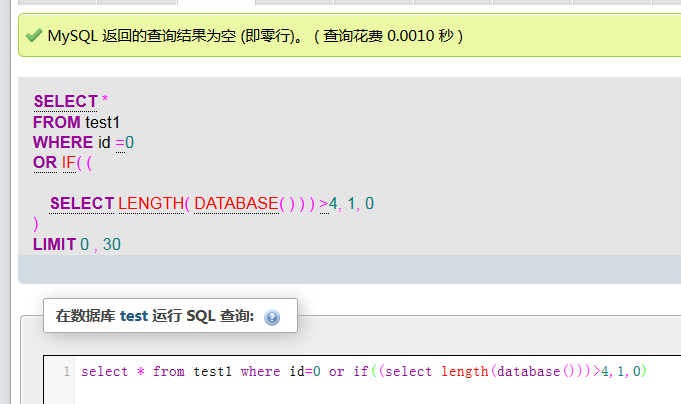 MySQL 返回的查询结果为空 (即零行)。 ( 查询花费 0.0010 秒 )
SELECT *
FROM test1
WHERE id =0
OR IF( (
SELECT LENGTH( DATABASE( ) ) ) >4, 1, 0
)
LIMIT 0 , 30
在数据库 test 运行 SQL 查询:
1 select * from test1 where id=0 or if((select length(database()))>4,1,0)